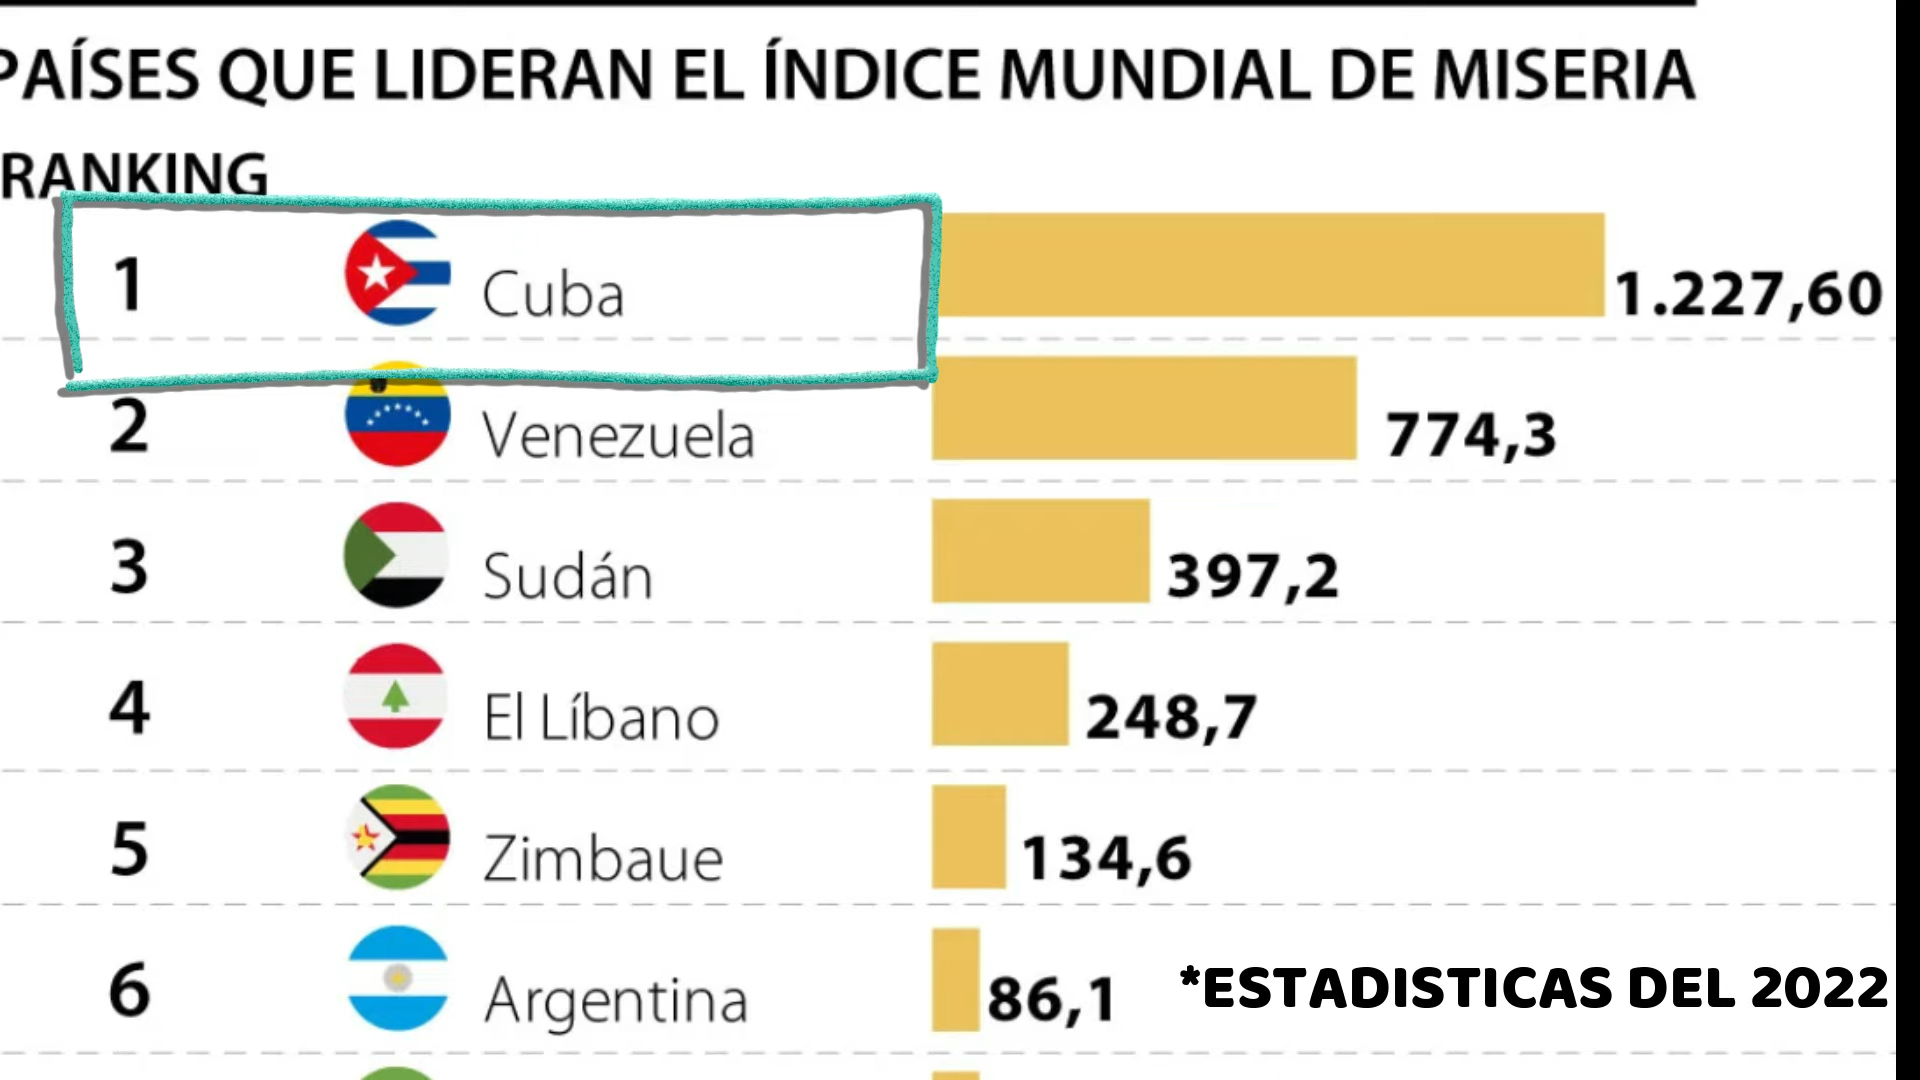 PAÍSES QUE LIDERAN EL ÍNDICE MUNDIAL DE MISERIA
RANKING
1 Cuba 1.227,60
2 Venezuela 774,3
3 Sudán 397,2
4 El Líbano 248,7
5 Zimbaue 134,6
6 Argentina 86,1
*ESTADISTICAS DEL 2022